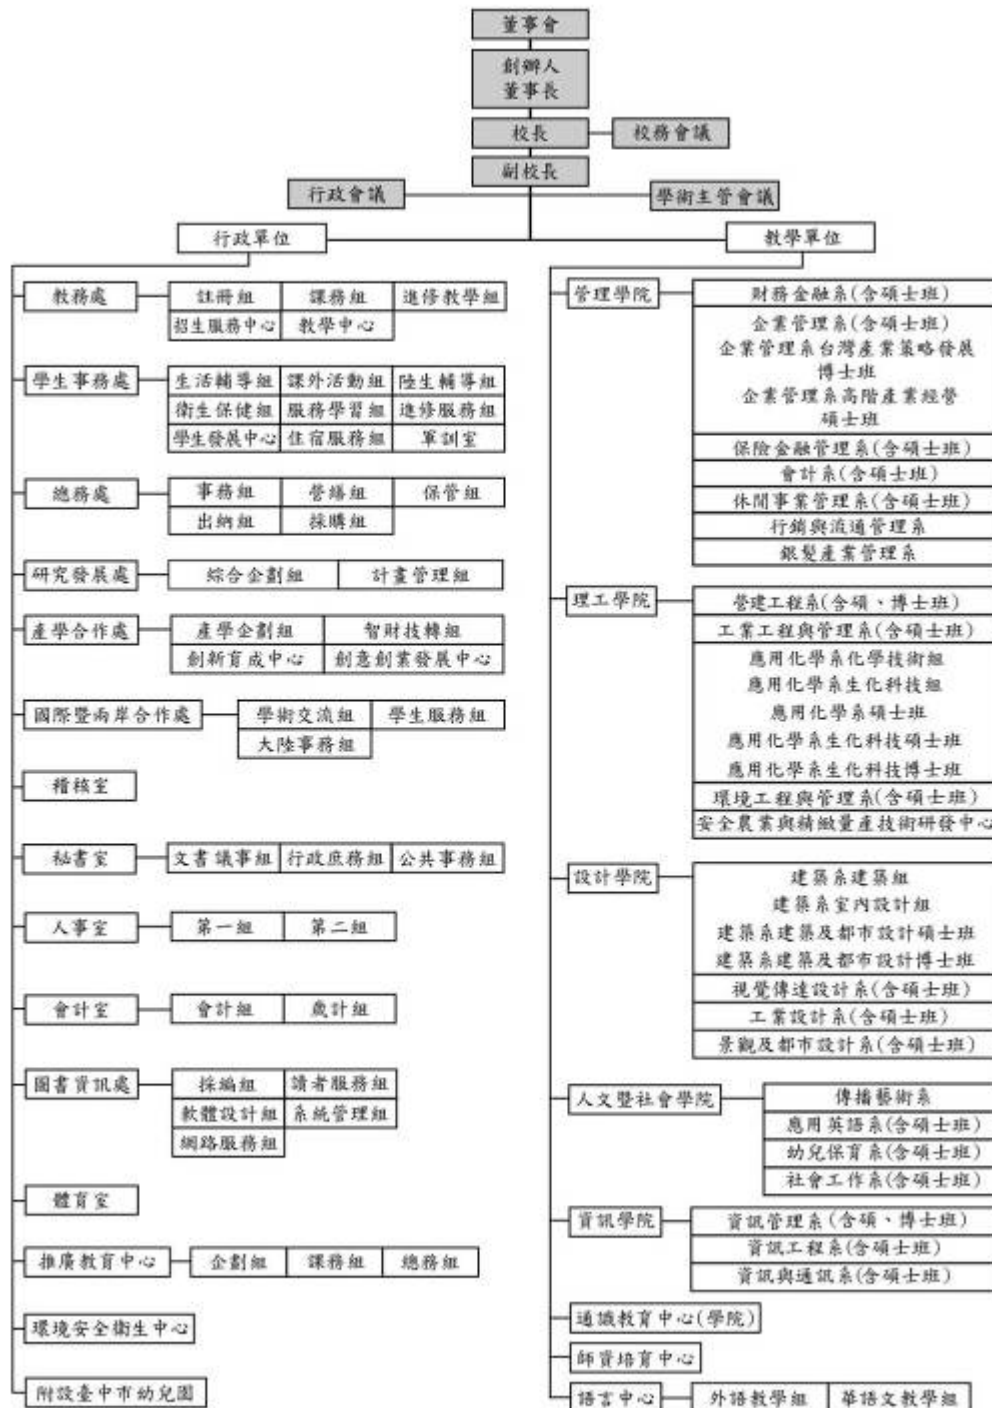 董事會
創辦人
董事長
校長
校務會議
副校長
行政會議
學術主管會議
行政單位
教學單位
教務處
註冊組 課務組 進修教學組
招生服務中心 教學中心
學生事務處
生活輔導組 課外活動組 陸生輔導組
衛生保健組 服務學習組 進修服務組
學生發展中心 住宿服務組 軍訓室
總務處
事務組 營繕組 保管組
出納組 採購組
研究發展處
綜合企劃組 計畫管理組
產學合作處
產學企劃組 智財技轉組
創新育成中心 創意創業發展中心
國際暨兩岸合作處
學術交流組 學生服務組
大陸事務組
稽核室
秘書室
文書議事組 行政庶務組 公共事務組
人事室
第一組 第二組
會計室
會計組 歲計組
圖書資訊處
採編組 讀者服務組
軟體設計組 系統管理組
網路服務組
體育室
推廣教育中心
企劃組 課務組 總務組
環境安全衛生中心
附設臺中市幼兒園
管理學院
財務金融系(含碩士班)
企業管理系(含碩士班)
企業管理系台灣產業策略發展
博士班
企業管理系高階產業經營
碩士班
保險金融管理系(含碩士班)
會計系(含碩士班)
休閒事業管理系(含碩士班)
行銷與流通管理系
銀髮產業管理系
理工學院
營建工程系(含碩、博士班)
工業工程與管理系(含碩士班)
應用化學系化學技術組
應用化學系生化科技組
應用化學系碩士班
應用化學系生化科技碩士班
應用化學系生化科技博士班
環境工程與管理系(含碩士班)
安全農業與精緻量產技術研發中心
設計學院
建築系建築組
建築系室內設計組
建築系建築及都市設計碩士班
建築系建築及都市設計博士班
視覺傳達設計系(含碩士班)
工業設計系(含碩士班)
景觀及都市設計系(含碩士班)
人文暨社會學院
傳播藝術系
應用英語系(含碩士班)
幼兒保育系(含碩士班)
社會工作系(含碩士班)
資訊學院
資訊管理系(含碩、博士班)
資訊工程系(含碩士班)
資訊與通訊系(含碩士班)
通識教育中心(學院)
師資培育中心
語言中心
外語教學組 華語文教學組